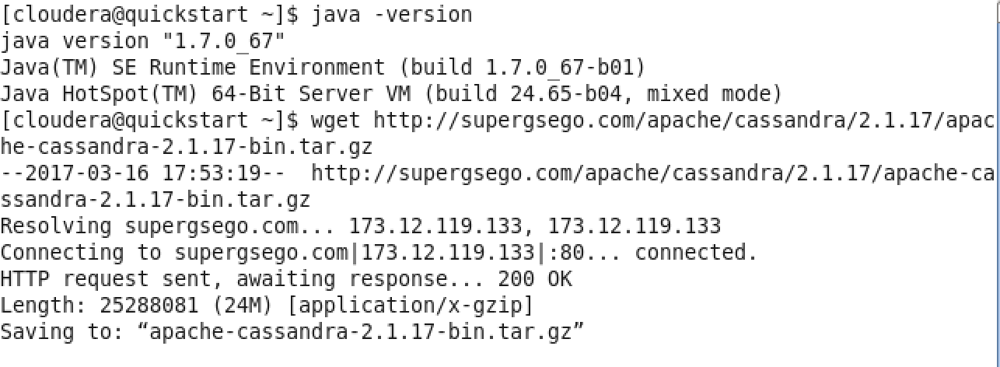 [cloudera@quickstart ~]$ java -version
java version "1.7.0_67"
Java(TM) SE Runtime Environment (build 1.7.0_67-b01)
Java HotSpot(TM) 64-Bit Server VM (build 24.65-b04, mixed mode)
[cloudera@quickstart ~]$ wget http://supergsego.com/apache/cassandra/2.1.17/apac
he-cassandra-2.1.17-bin.tar.gz
--2017-03-16 17:53:19--  http://supergsego.com/apache/cassandra/2.1.17/apache-ca
ssandra-2.1.17-bin.tar.gz
Resolving supergsego.com... 173.12.119.133, 173.12.119.133
Connecting to supergsego.com|173.12.119.133|:80... connected.
HTTP request sent, awaiting response... 200 OK
Length: 25288081 (24M) [application/x-gzip]
Saving to: “apache-cassandra-2.1.17-bin.tar.gz”